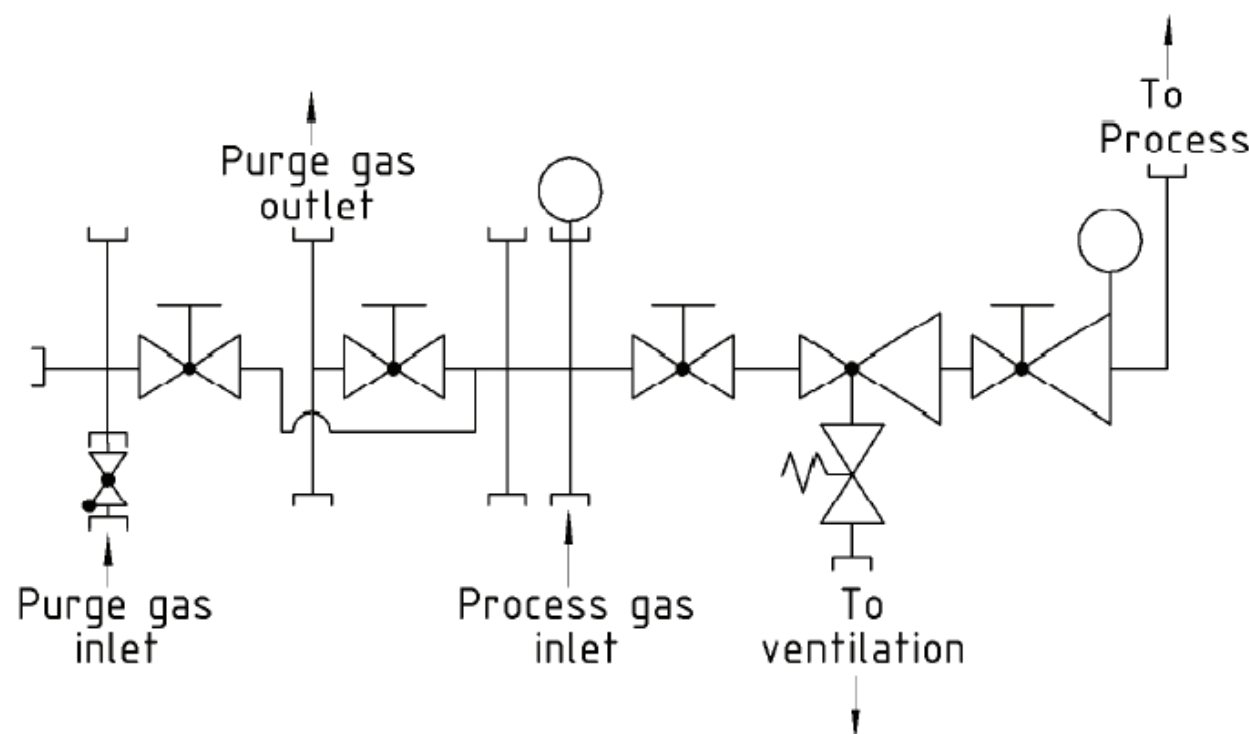 To
Process
Purge gas
outlet
Purge gas
inlet
Process gas
inlet
To
ventilation